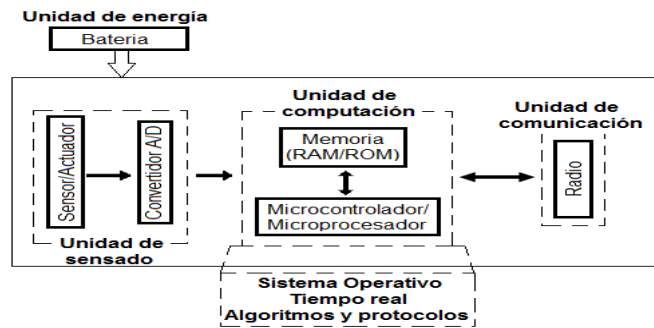 Unidad de energía
Bateria
Unidad de
computación
Memoria
(RAM/ROM)
Microcontrolador/
Microprocesador
Unidad de
comunicación
Radio
Sensor/Actuador
Convertidor A/D
Unidad de
sensado
Sistema Operativo
Tiempo real
Algoritmos y protocolos